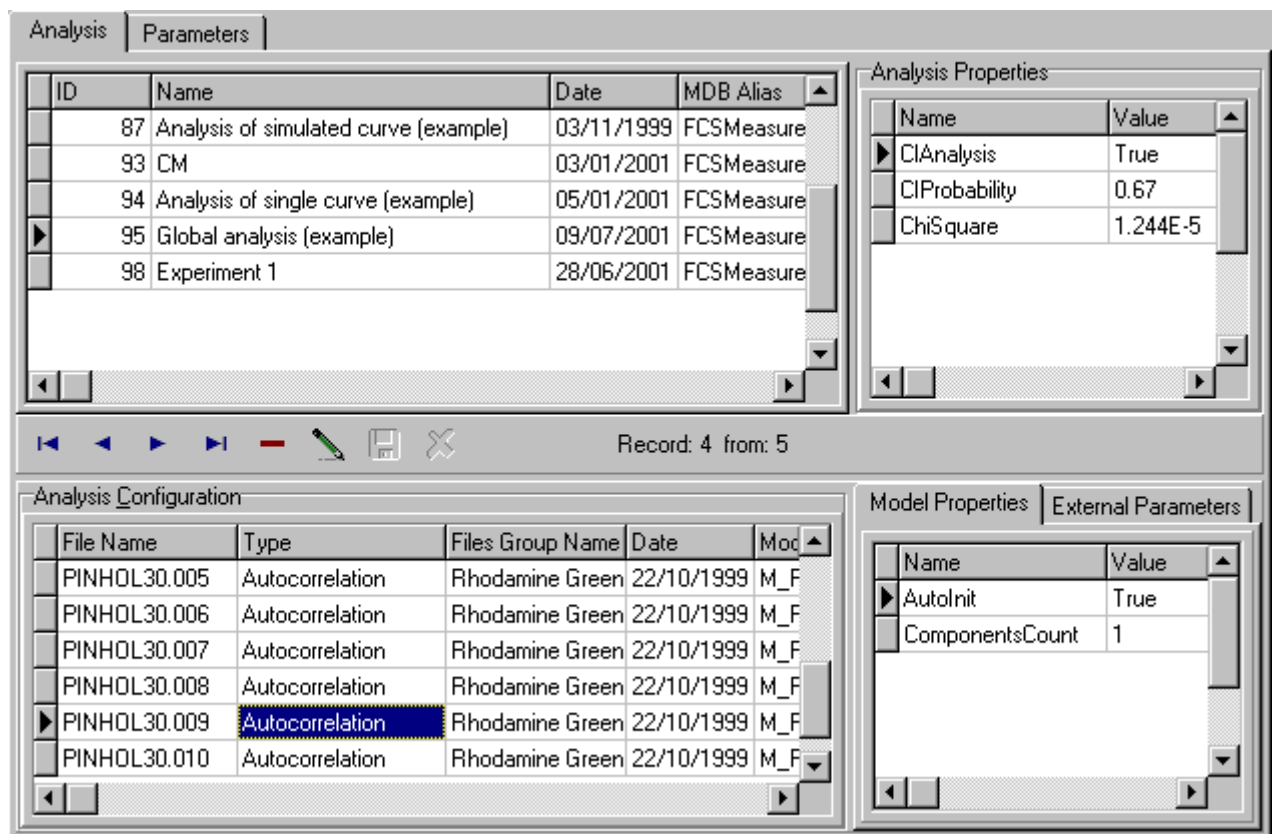 Analysis Parameters
ID Name Date MDB Alias
87 Analysis of simulated curve (example) 03/11/1999 FCSMeasure
93 CM 03/01/2001 FCSMeasure
94 Analysis of single curve (example) 05/01/2001 FCSMeasure
95 Global analysis (example) 09/07/2001 FCSMeasure
98 Experiment 1 28/06/2001 FCSMeasure
Analysis Properties
Name Value
CIAnalysis True
CIProbability 0.67
ChiSquare 1.244E-5
Record: 4 from: 5
Analysis Configuration
File Name Type Files Group Name Date Moc
PINHOL30.005 Autocorrelation Rhodamine Green 22/10/1999 M_F
PINHOL30.006 Autocorrelation Rhodamine Green 22/10/1999 M_F
PINHOL30.007 Autocorrelation Rhodamine Green 22/10/1999 M_F
PINHOL30.008 Autocorrelation Rhodamine Green 22/10/1999 M_F
PINHOL30.009 Autocorrelation Rhodamine Green 22/10/1999 M_F
PINHOL30.010 Autocorrelation Rhodamine Green 22/10/1999 M_F
Model Properties External Parameters
Name Value
AutoInit True
ComponentsCount 1